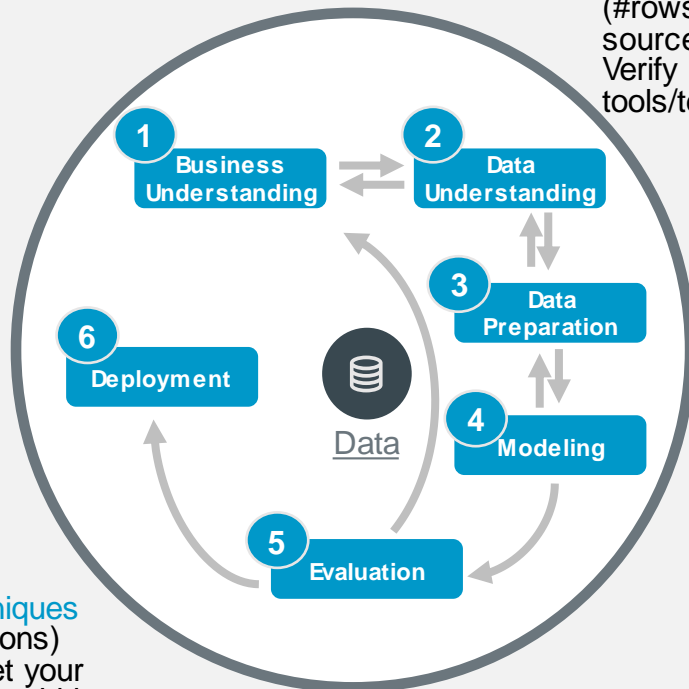 (#rows
source
Verify
tools/te
1
Business
Understanding
2
Data
Understanding
3
Data
Preparation
6
Deployment
Data
4
Modeling
5
Evaluation
niques
ons)
et your